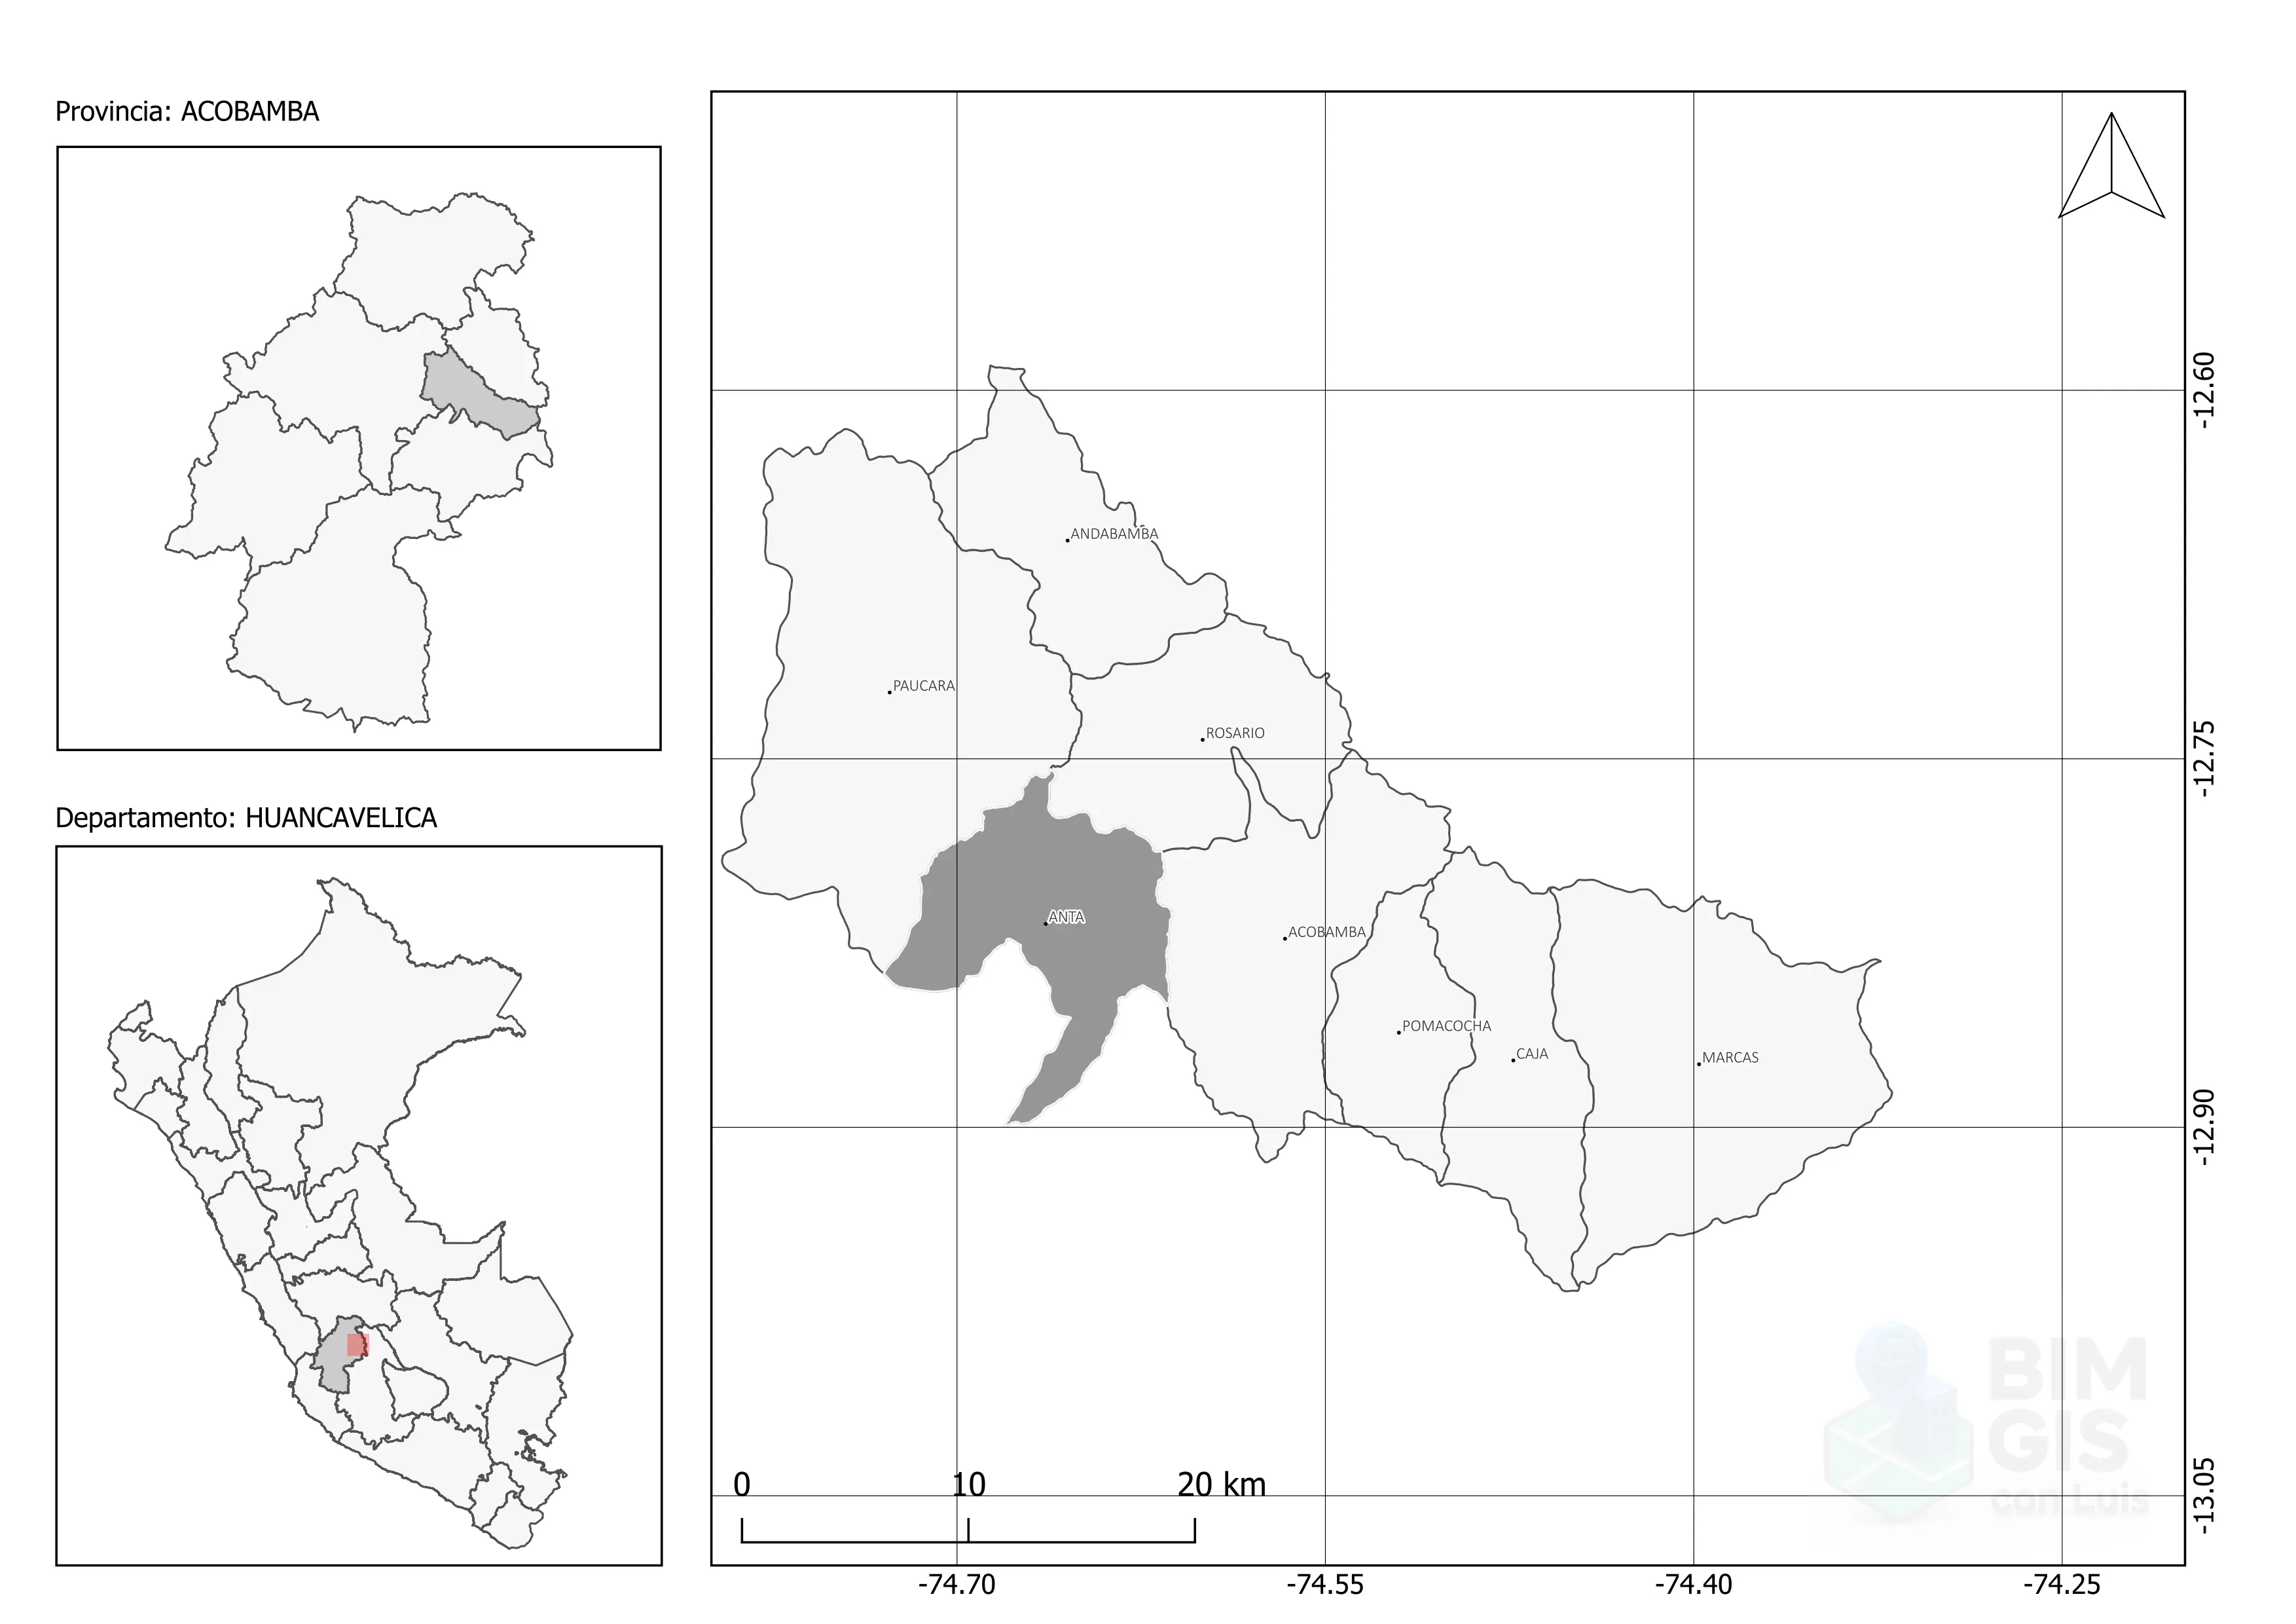 Provincia: ACOBAMBA
Departamento: HUANCAVELICA
ANDABAMBA
PAUCARA
ROSARIO
ANTA
ACOBAMBA
POMACOCHA
CAJA
MARCAS
-12.60
-12.75
-12.90
-13.05
0 10 20 km
-74.70 -74.55 -74.40 -74.25
BIM
GIS
con Luis